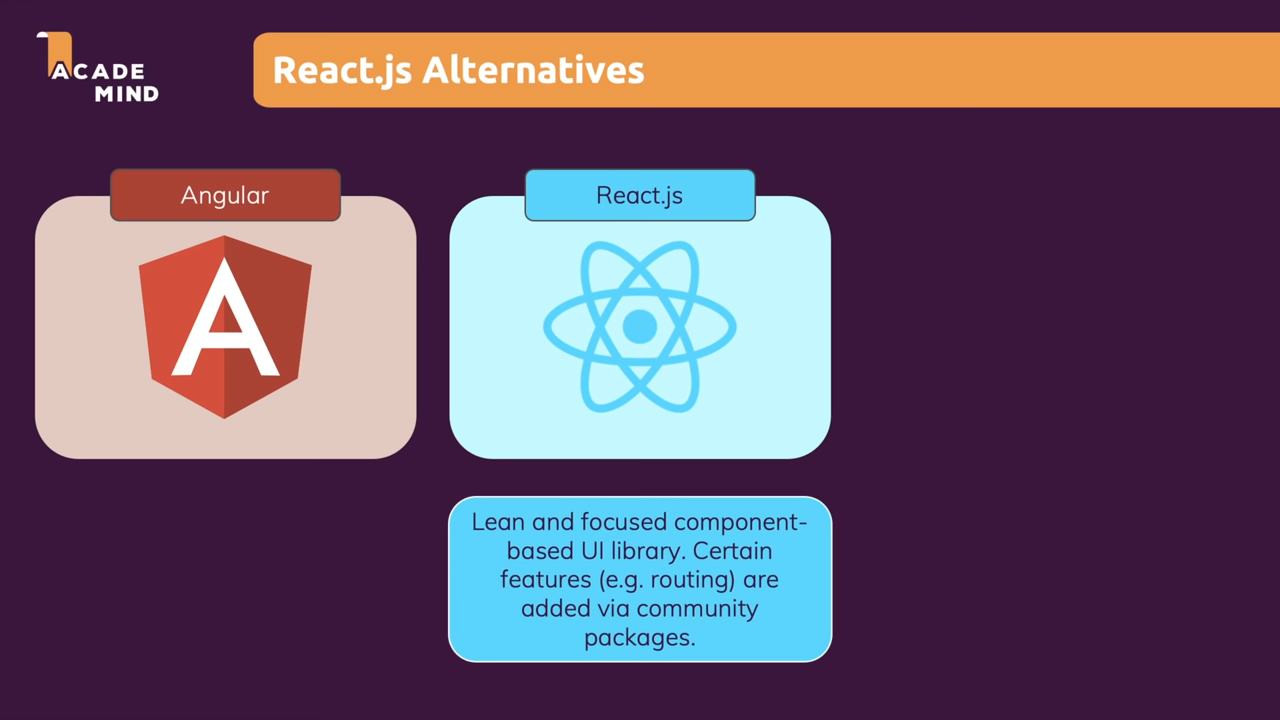 ACADE
MIND
React.js Alternatives
Angular
React.js
A
Lean and focused component-
based UI library. Certain
features (e.g. routing) are
added via community
packages.